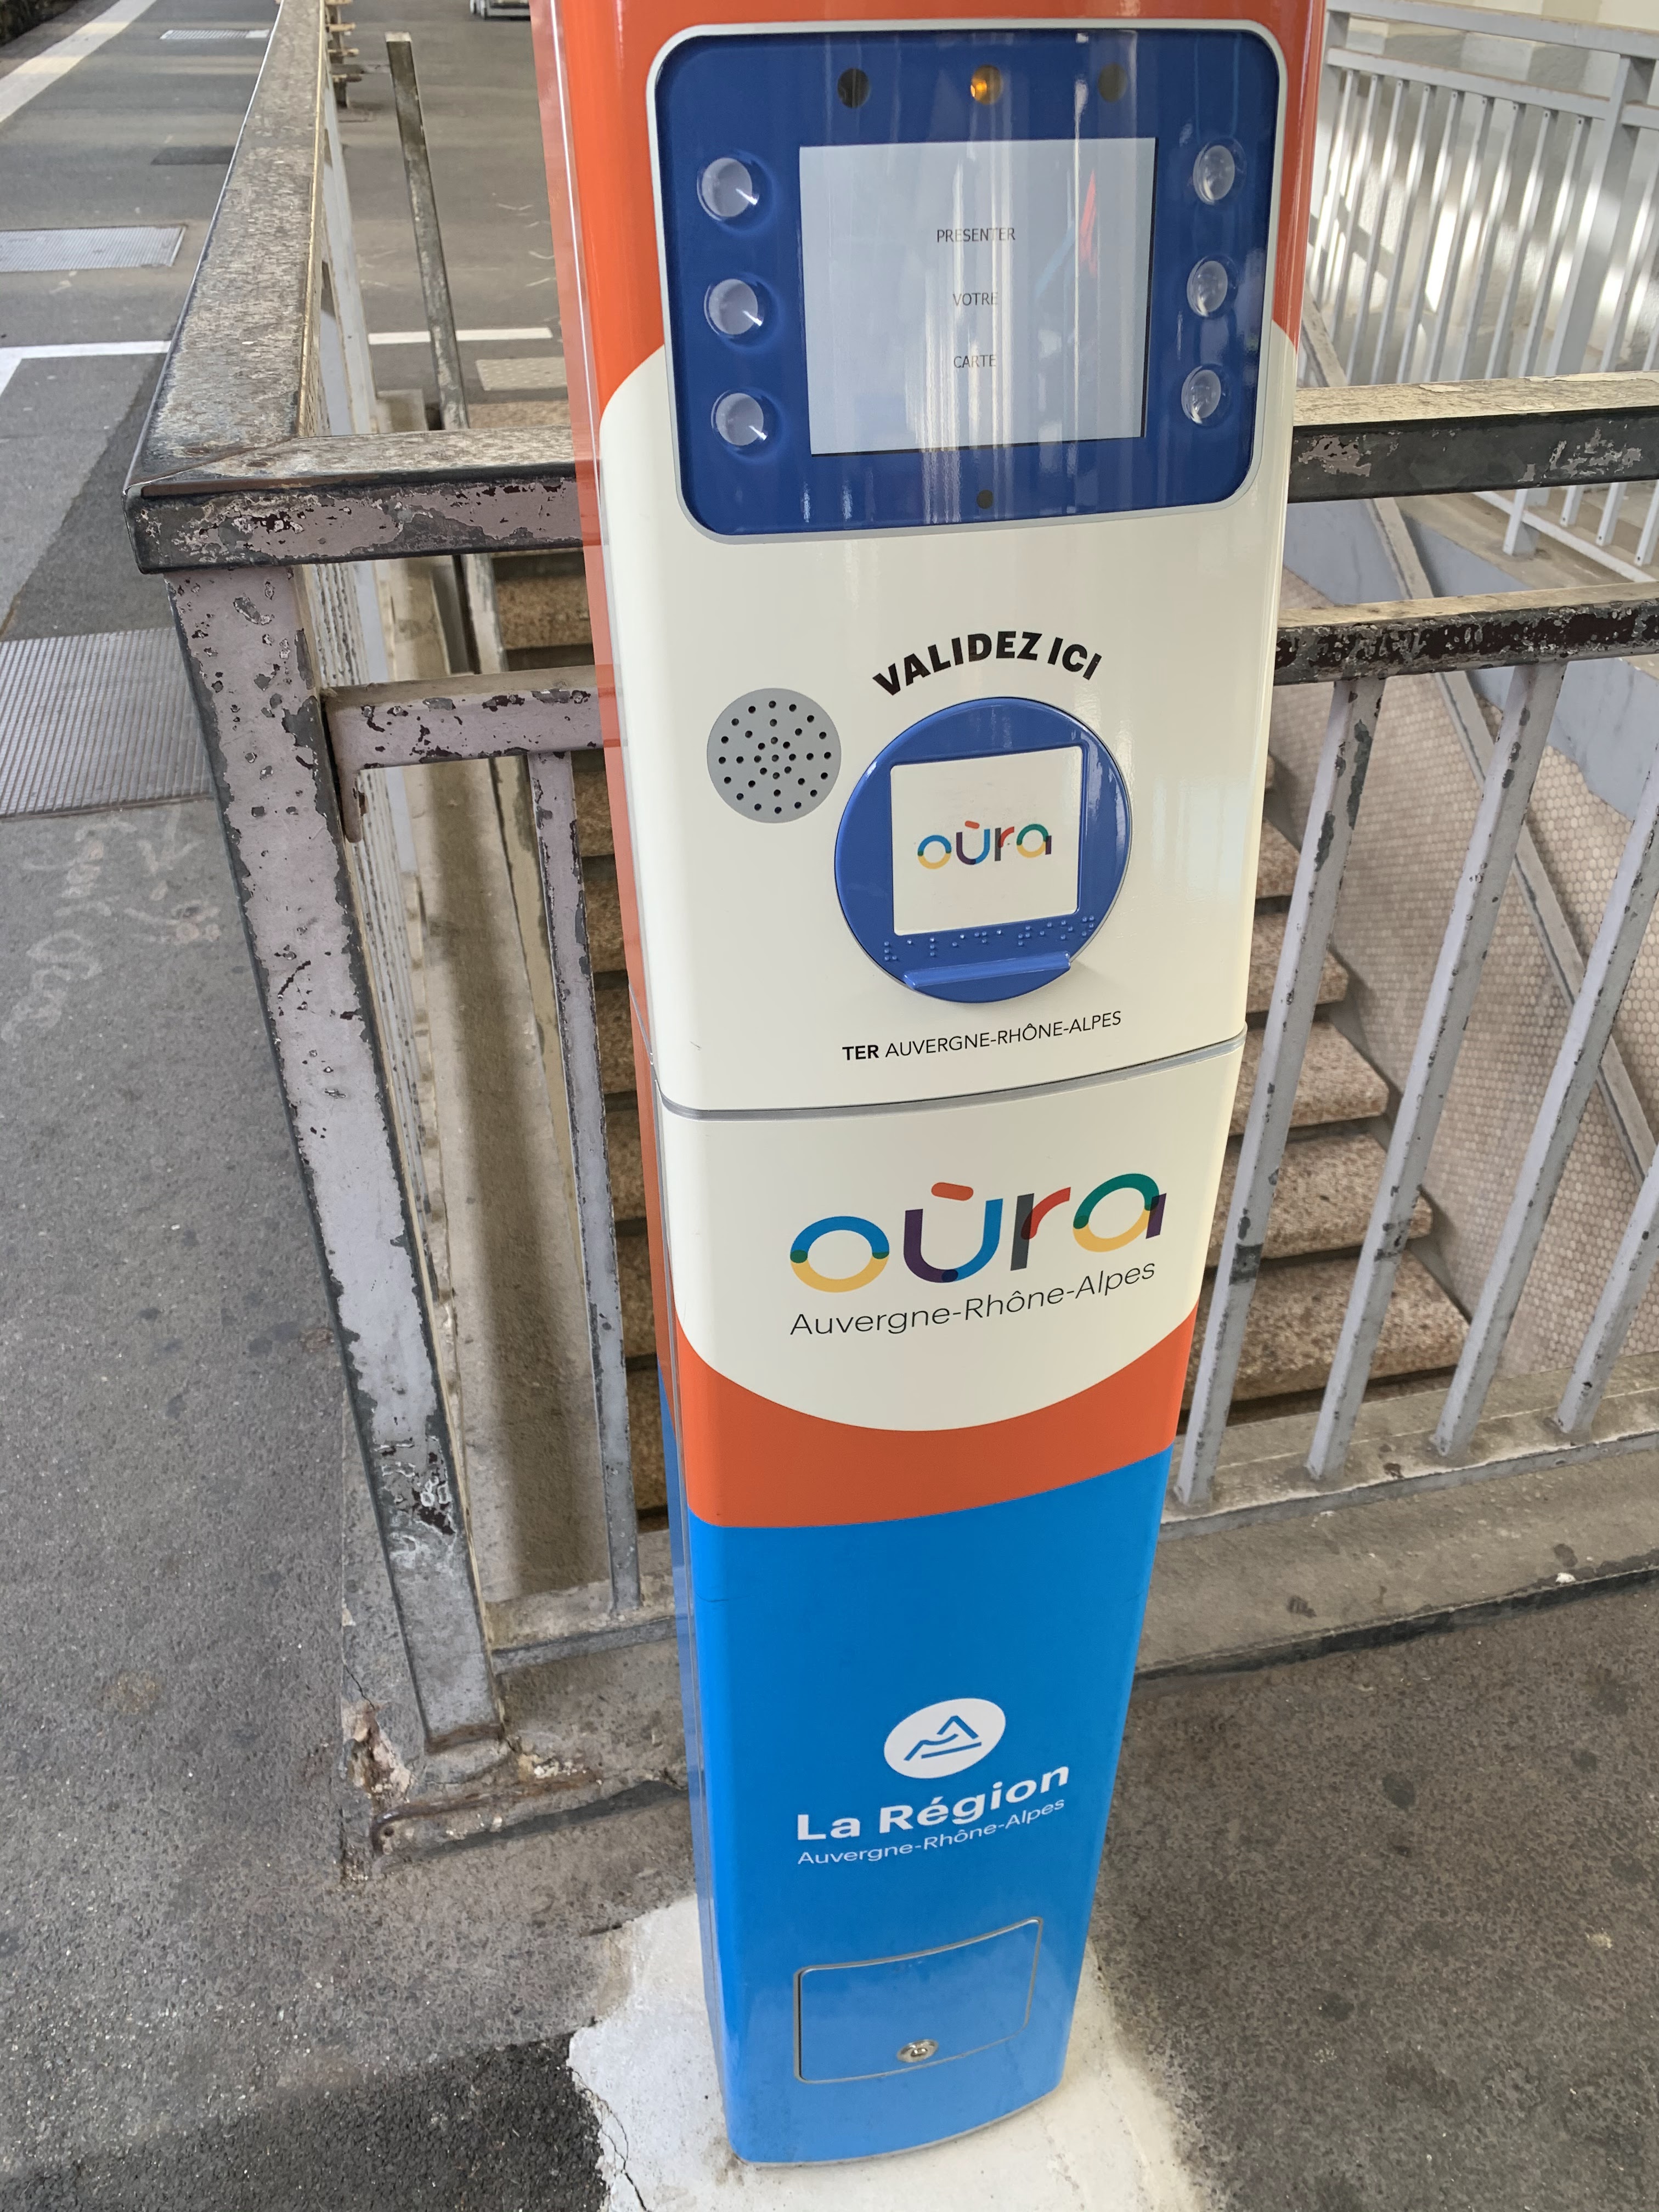 PRESENTER
VOTRE
CARTE
VALIDEZ ICI
oùra
TER AUVERGNE-RHÔNE-ALPES
oùra
Auvergne-Rhône-Alpes
La Région
Auvergne-Rhône-Alpes